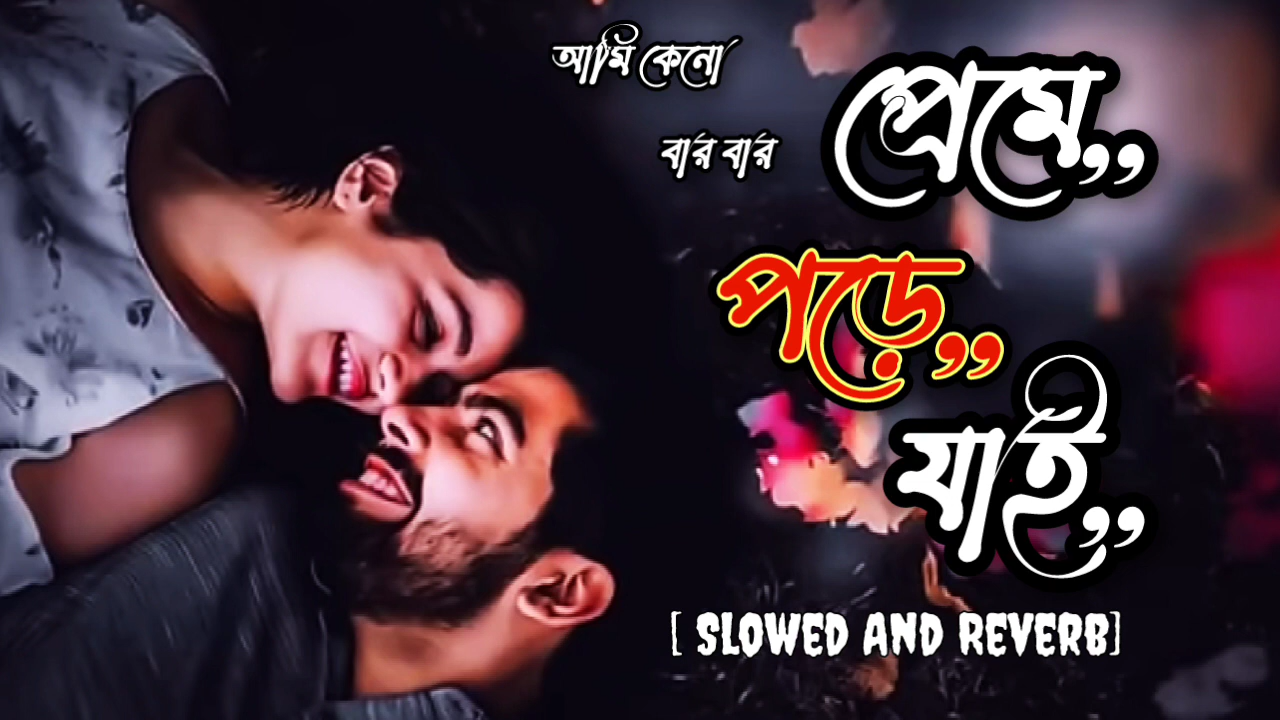 আমি কেনো
বার বার
প্রেমে,,
পড়ে,,
যাই,,
[ SLOWED AND REVERB]